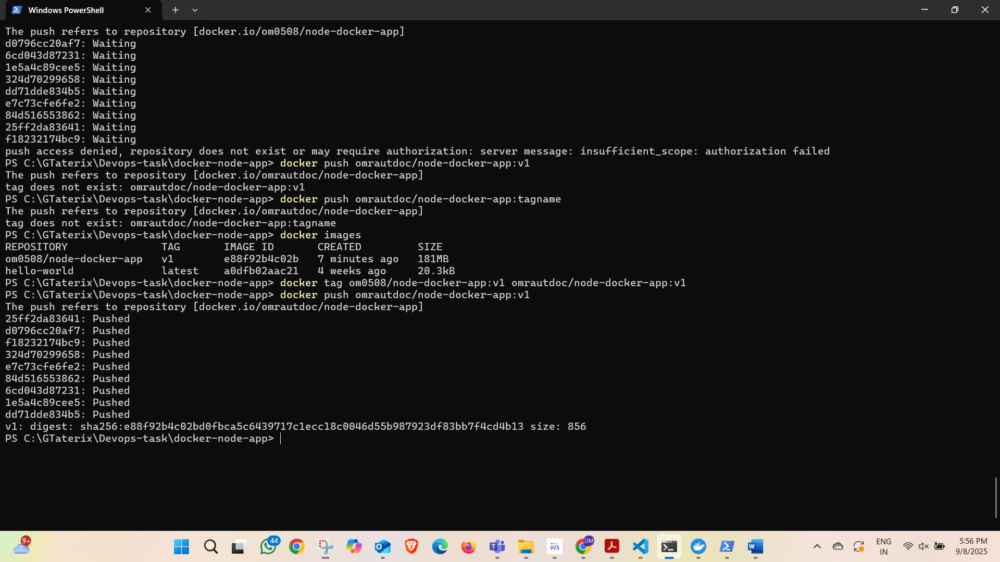 Windows PowerShell
The push refers to repository [docker.io/om0508/node-docker-app]
d0796cc20af7: Waiting
6cd043d87231: Waiting
1e5a4c89cee5: Waiting
324d70299658: Waiting
dd71dde834b5: Waiting
e7c73cfe6fe2: Waiting
84d516553862: Waiting
25ff2da83641: Waiting
f18232174bc9: Waiting
push access denied, repository does not exist or may require authorization: server message: insufficient_scope: authorization failed
PS C:\GTaterix\Devops-task\docker-node-app> docker push omrautdoc/node-docker-app:v1
The push refers to repository [docker.io/omrautdoc/node-docker-app]
tag does not exist: omrautdoc/node-docker-app:v1
PS C:\GTaterix\Devops-task\docker-node-app> docker push omrautdoc/node-docker-app:tagname
The push refers to repository [docker.io/omrautdoc/node-docker-app]
tag does not exist: omrautdoc/node-docker-app:tagname
PS C:\GTaterix\Devops-task\docker-node-app> docker images
REPOSITORY TAG IMAGE ID CREATED SIZE
om0508/node-docker-app v1 e88f92b4c02b 7 minutes ago 181MB
hello-world latest a0dfb02aac21 4 weeks ago 20.3kB
PS C:\GTaterix\Devops-task\docker-node-app> docker tag om0508/node-docker-app:v1 omrautdoc/node-docker-app:v1
PS C:\GTaterix\Devops-task\docker-node-app> docker push omrautdoc/node-docker-app:v1
The push refers to repository [docker.io/omrautdoc/node-docker-app]
25ff2da83641: Pushed
d0796cc20af7: Pushed
f18232174bc9: Pushed
324d70299658: Pushed
e7c73cfe6fe2: Pushed
84d516553862: Pushed
6cd043d87231: Pushed
1e5a4c89cee5: Pushed
dd71dde834b5: Pushed
v1: digest: sha256:e88f92b4c02bd0fbca5c6439717c1ecc18c0046d55b987923df83bb7f4cd4b13 size: 856
PS C:\GTaterix\Devops-task\docker-node-app>
9+
44
OM
WS
ENG
IN
5:56 PM
9/8/2025